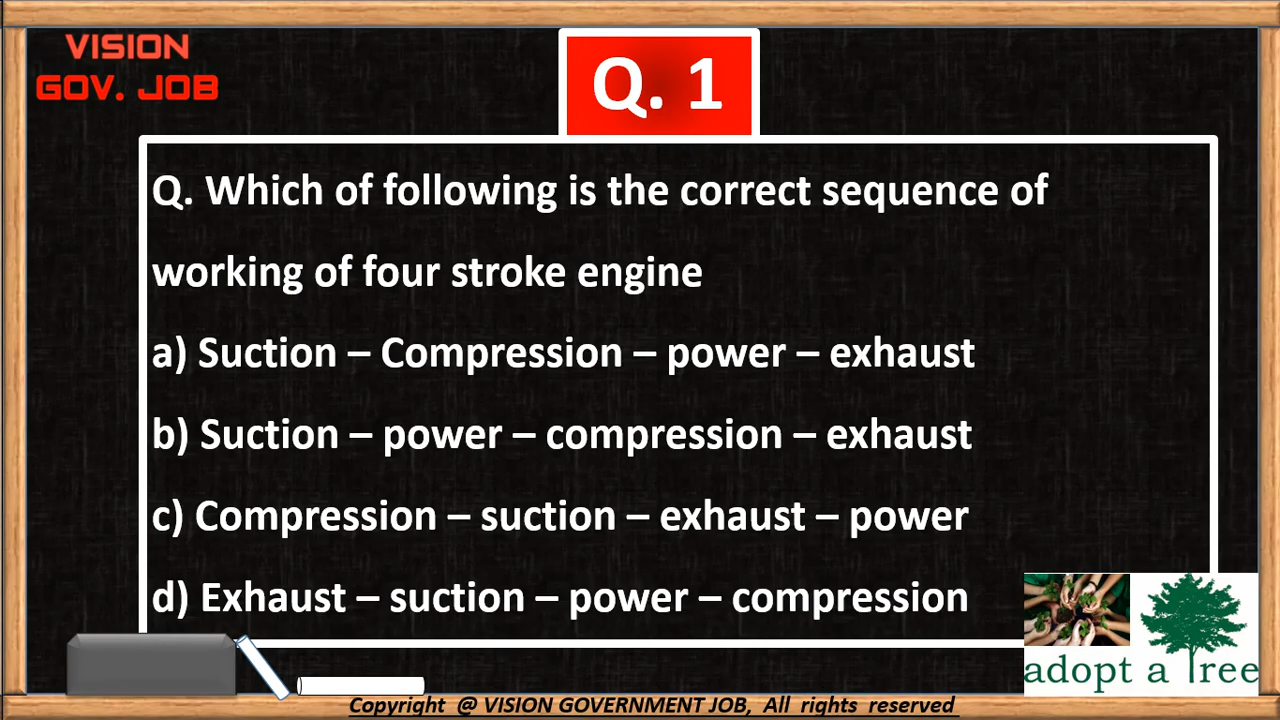 VISION
GOV. JOB
Q. 1
Q. Which of following is the correct sequence of
working of four stroke engine
a) Suction – Compression – power – exhaust
b) Suction – power – compression – exhaust
c) Compression – suction – exhaust – power
d) Exhaust – suction – power – compression
adopt a Tree
Copyright @ VISION GOVERNMENT JOB, All rights reserved